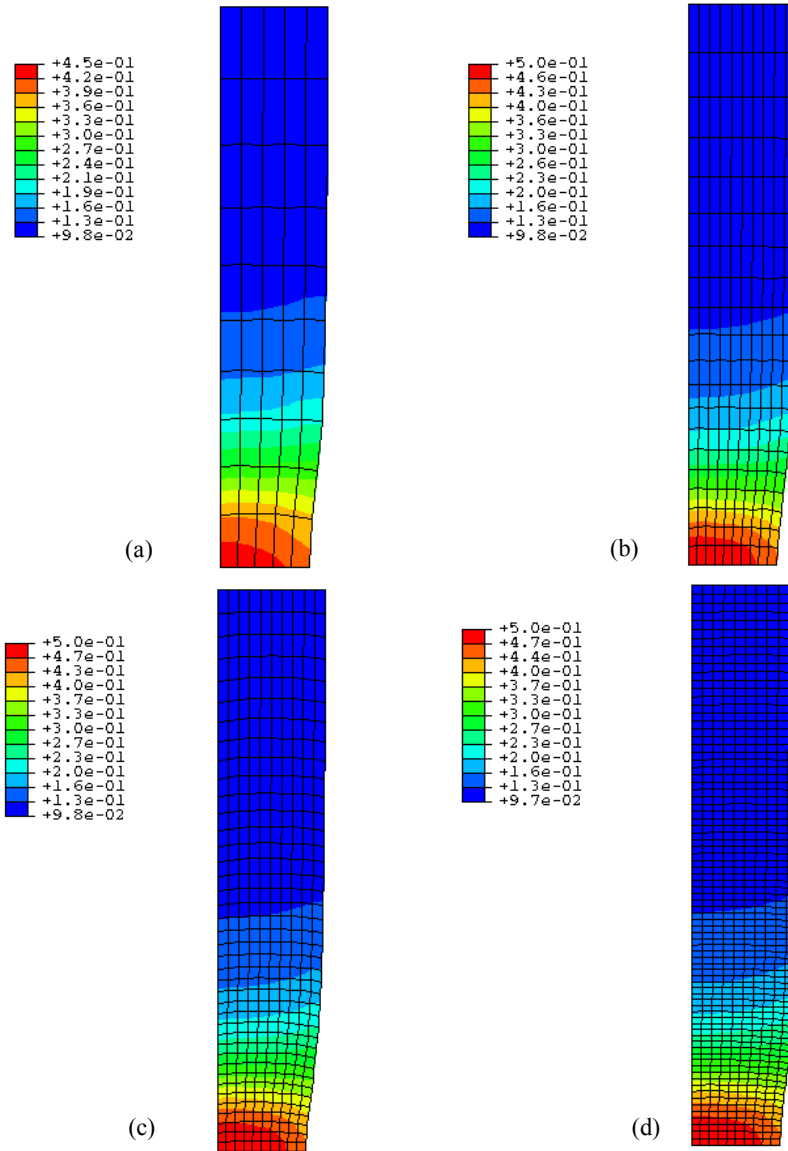 +4.5e-01
+4.2e-01
+3.9e-01
+3.6e-01
+3.3e-01
+3.0e-01
+2.7e-01
+2.4e-01
+2.1e-01
+1.9e-01
+1.6e-01
+1.3e-01
+9.8e-02
(a)
+5.0e-01
+4.6e-01
+4.3e-01
+4.0e-01
+3.6e-01
+3.3e-01
+3.0e-01
+2.6e-01
+2.3e-01
+2.0e-01
+1.6e-01
+1.3e-01
+9.8e-02
(b)
+5.0e-01
+4.7e-01
+4.3e-01
+4.0e-01
+3.7e-01
+3.3e-01
+3.0e-01
+2.7e-01
+2.3e-01
+2.0e-01
+1.6e-01
+1.3e-01
+9.8e-02
(c)
+5.0e-01
+4.7e-01
+4.4e-01
+4.0e-01
+3.7e-01
+3.3e-01
+3.0e-01
+2.7e-01
+2.3e-01
+2.0e-01
+1.6e-01
+1.3e-01
+9.7e-02
(d)